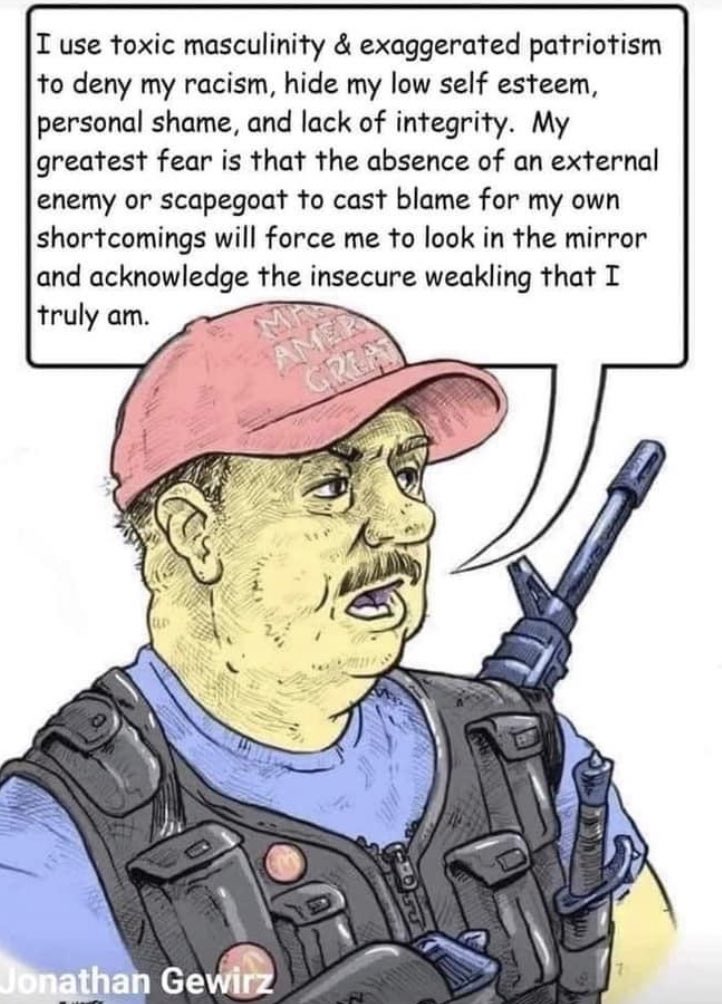 I use toxic masculinity & exaggerated patriotism
to deny my racism, hide my low self esteem,
personal shame, and lack of integrity. My
greatest fear is that the absence of an external
enemy or scapegoat to cast blame for my own
shortcomings will force me to look in the mirror
and acknowledge the insecure weakling that I
truly am.
AMER
GREAT
Jonathan Gewirz